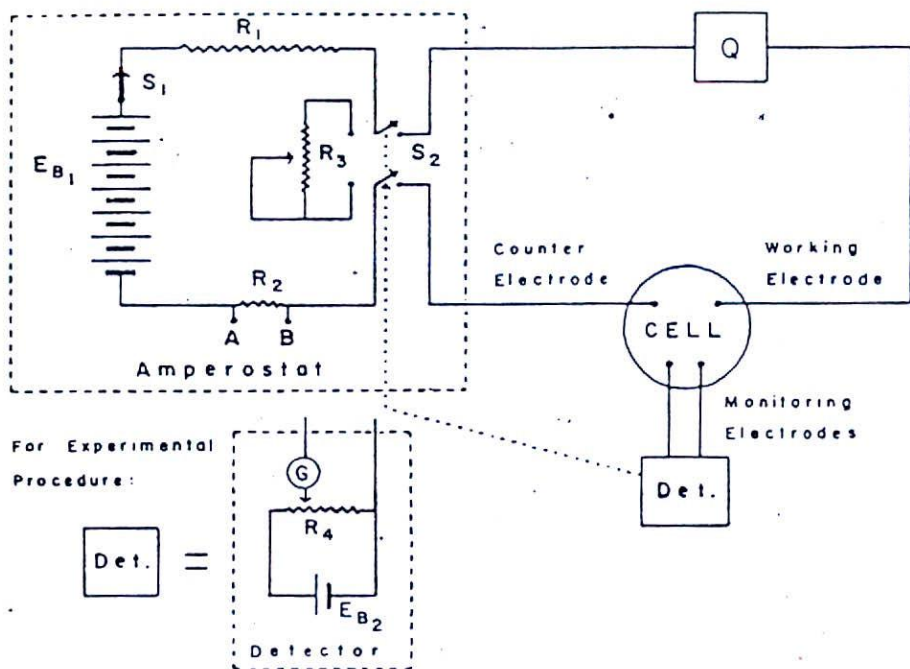 R1
Q
S1
EB1
R3
S2
Counter
Electrode
Working
Electrode
R2
A B
CELL
Amperostat
Monitoring
Electrodes
For Experimental
Procedure:
G
Det.
R4
Det. =
EB2
Detector